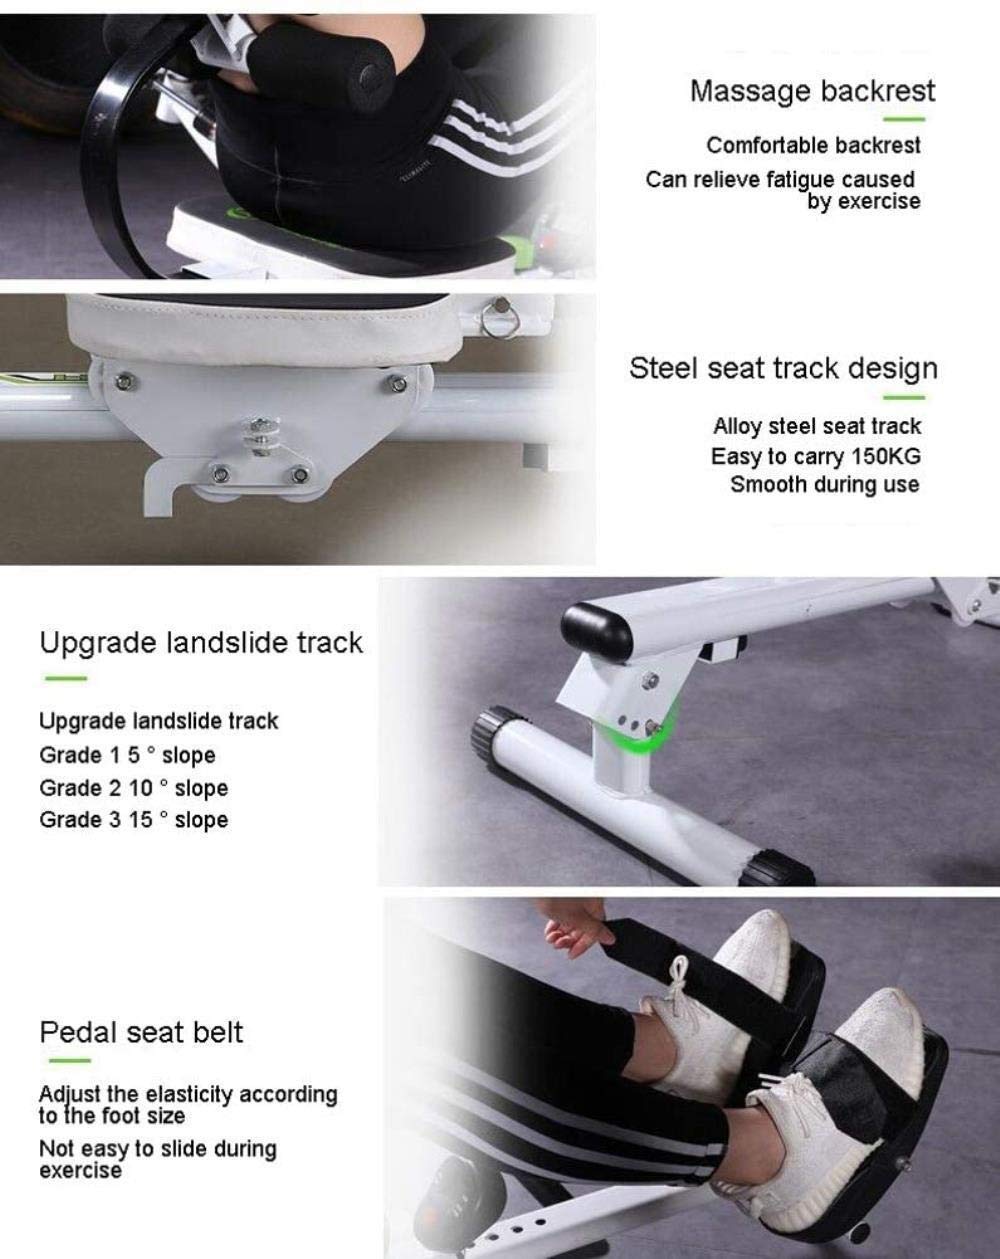 Massage backrest
Comfortable backrest
Can relieve fatigue caused
by exercise
Steel seat track design
Alloy steel seat track
Easy to carry 150KG
Smooth during use
Upgrade landslide track
Upgrade landslide track
Grade 1 5 ° slope
Grade 2 10 ° slope
Grade 3 15 ° slope
Pedal seat belt
Adjust the elasticity according
to the foot size
Not easy to slide during
exercise